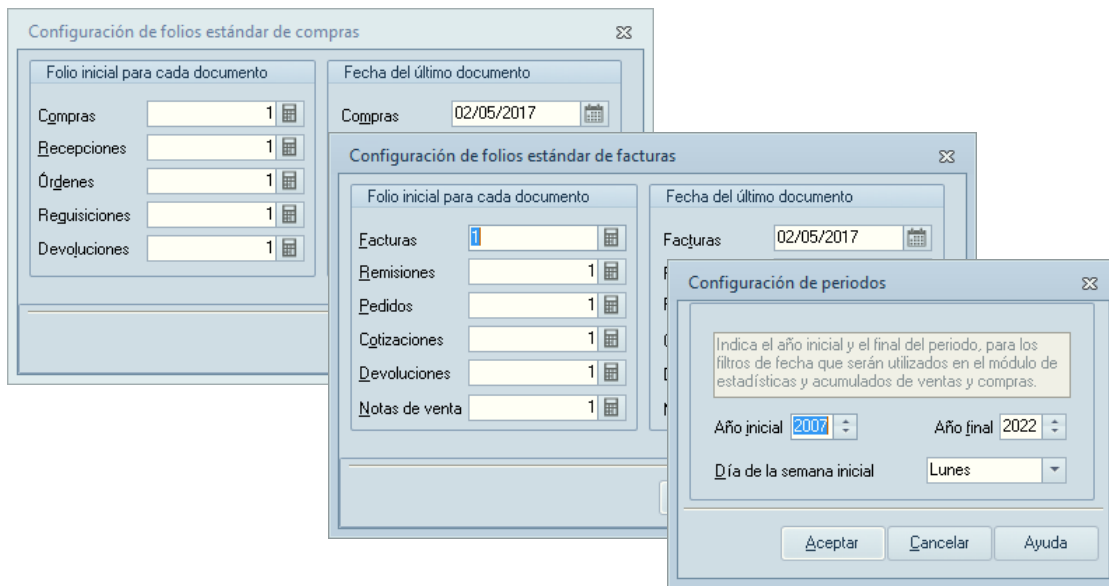 Configuración de folios estándar de compras
Folio inicial para cada documento
Fecha del último documento
Compras 1
Compras 02/05/2017
Recepciones 1
Órdenes 1
Requisiciones 1
Devoluciones 1
Configuración de folios estándar de facturas
Folio inicial para cada documento
Fecha del último documento
Facturas 1
Facturas 02/05/2017
Remisiones 1
Pedidos 1
Cotizaciones 1
Devoluciones 1
Notas de venta 1
Configuración de periodos
Indica el año inicial y el final del periodo, para los
filtros de fecha que serán utilizados en el módulo de
estadísticas y acumulados de ventas y compras.
Año inicial 2007 Año final 2022
Día de la semana inicial Lunes
Aceptar Cancelar Ayuda